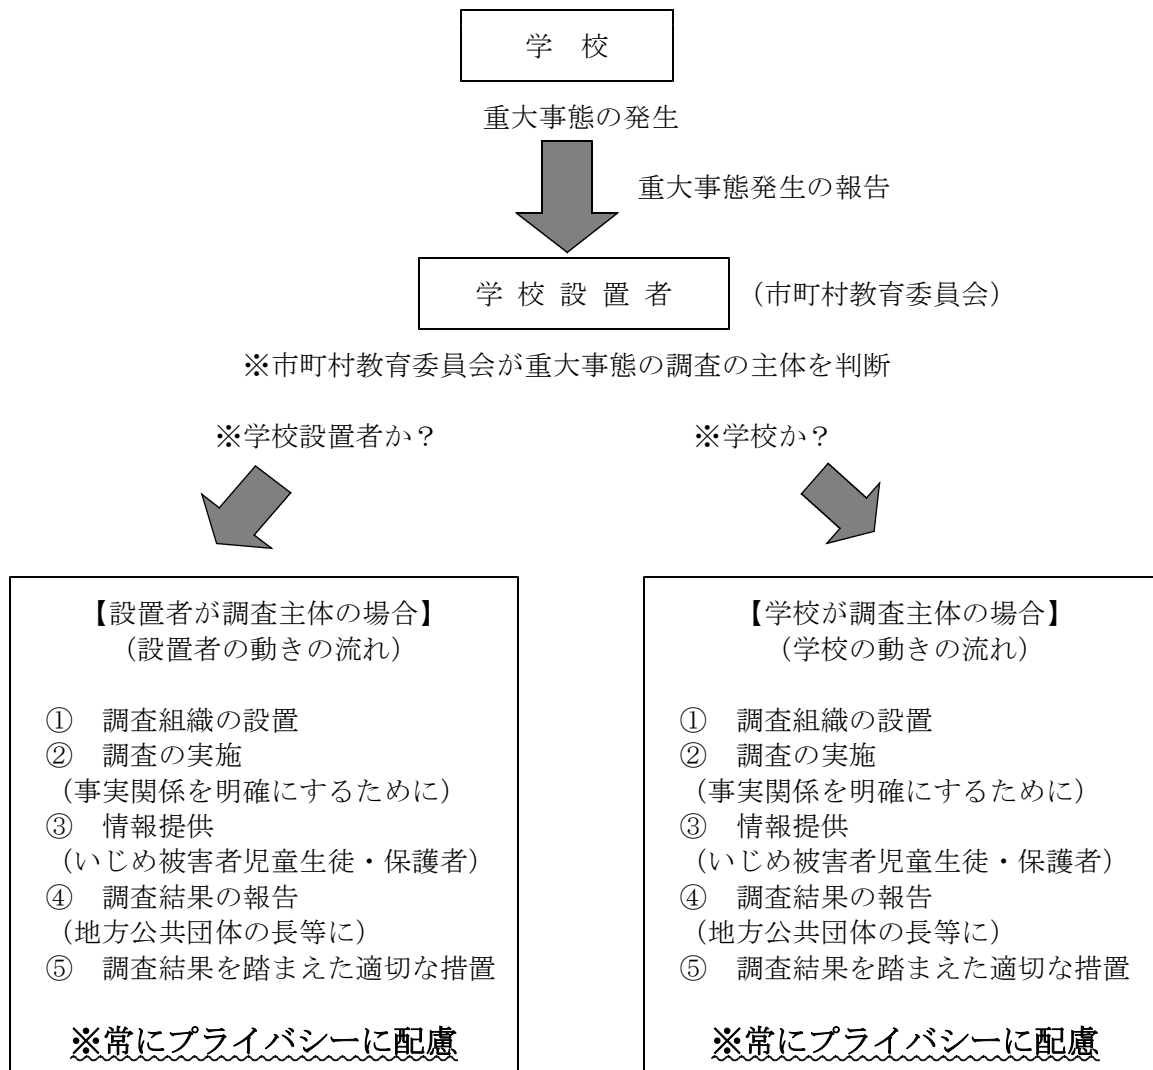 学 校
重大事態の発生
重大事態発生の報告
学校設置者 (市町村教育委員会)
※市町村教育委員会が重大事態の調査の主体を判断
※学校設置者か？ ※学校か？
【設置者が調査主体の場合】
(設置者の動きの流れ)
① 調査組織の設置
② 調査の実施
(事実関係を明確にするために)
③ 情報提供
(いじめ被害者児童生徒・保護者)
④ 調査結果の報告
(地方公共団体の長等に)
⑤ 調査結果を踏まえた適切な措置
※常にプライバシーに配慮
【学校が調査主体の場合】
(学校の動きの流れ)
① 調査組織の設置
② 調査の実施
(事実関係を明確にするために)
③ 情報提供
(いじめ被害者児童生徒・保護者)
④ 調査結果の報告
(地方公共団体の長等に)
⑤ 調査結果を踏まえた適切な措置
※常にプライバシーに配慮